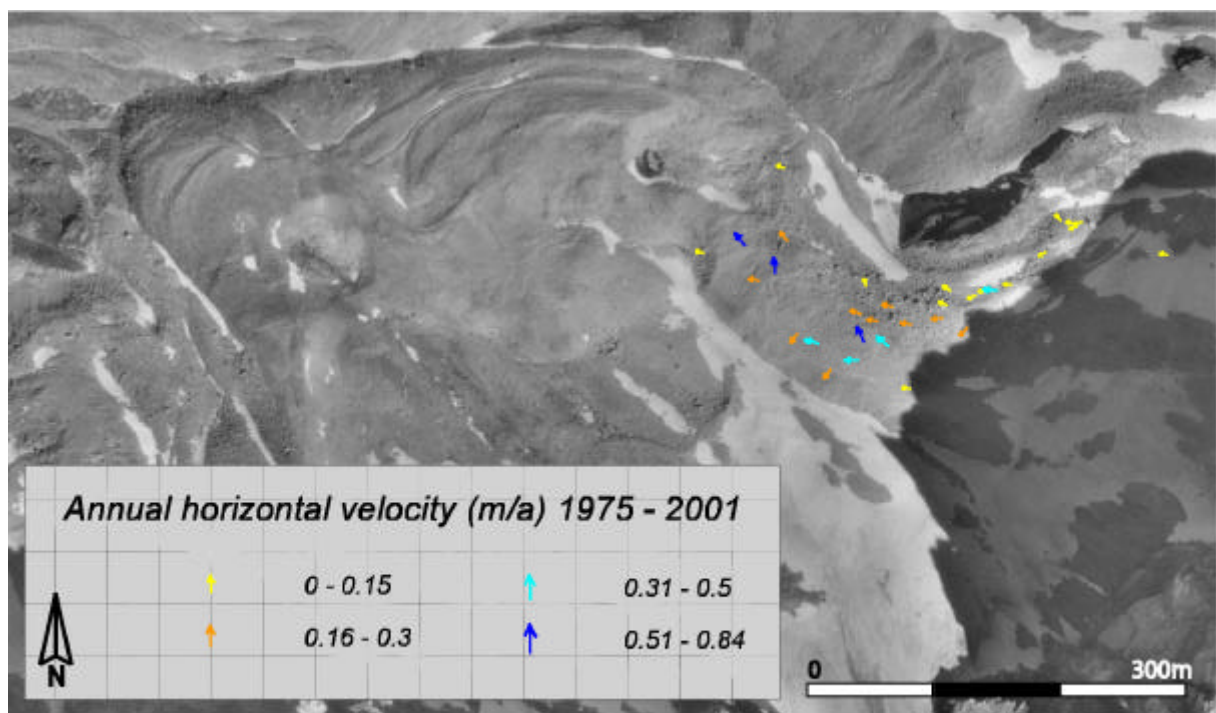 Annual horizontal velocity (m/a) 1975 - 2001
0 - 0.15
0.31 - 0.5
0.16 - 0.3
0.51 - 0.84
N
0
300m